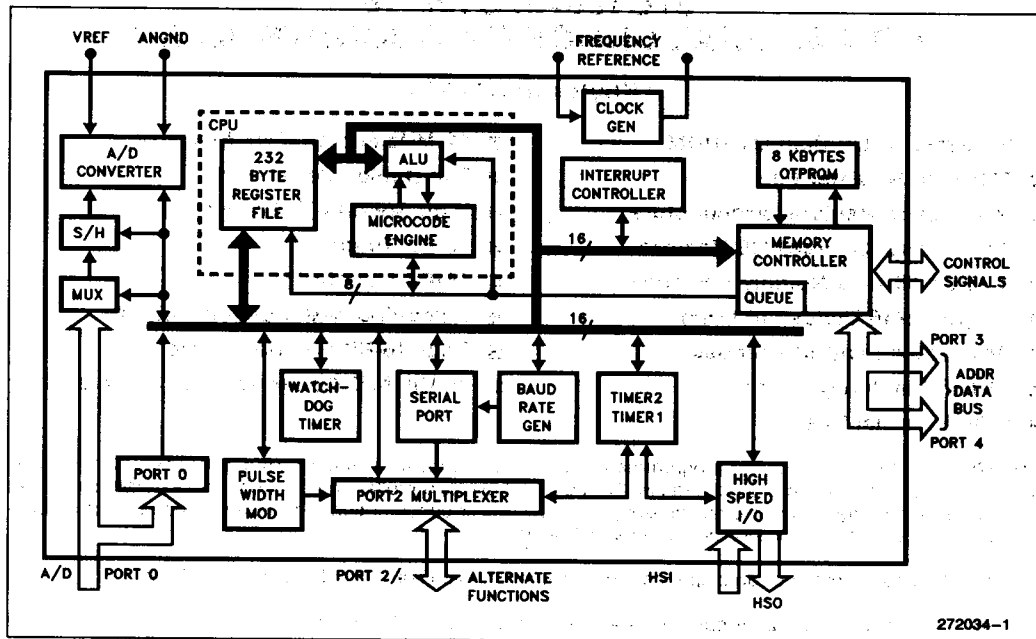 VREF
ANGND
FREQUENCY
REFERENCE
CLOCK
GEN
CPU
A/D
CONVERTER
232
BYTE
REGISTER
FILE
ALU
INTERRUPT
CONTROLLER
8 KBYTES
OTPROM
S/H
MICROCODE
ENGINE
16
MEMORY
CONTROLLER
CONTROL
SIGNALS
MUX
8
QUEUE
16
PORT 3
WATCH-
DOG
TIMER
SERIAL
PORT
BAUD
RATE
GEN
TIMER2
TIMER1
ADDR
DATA
BUS
PORT 4
PORT 0
PULSE
WIDTH
MOD
PORT2 MULTIPLEXER
HIGH
SPEED
I/O
A/D
PORT 0
PORT 2/
ALTERNATE
FUNCTIONS
HSI
HSO
272034-1